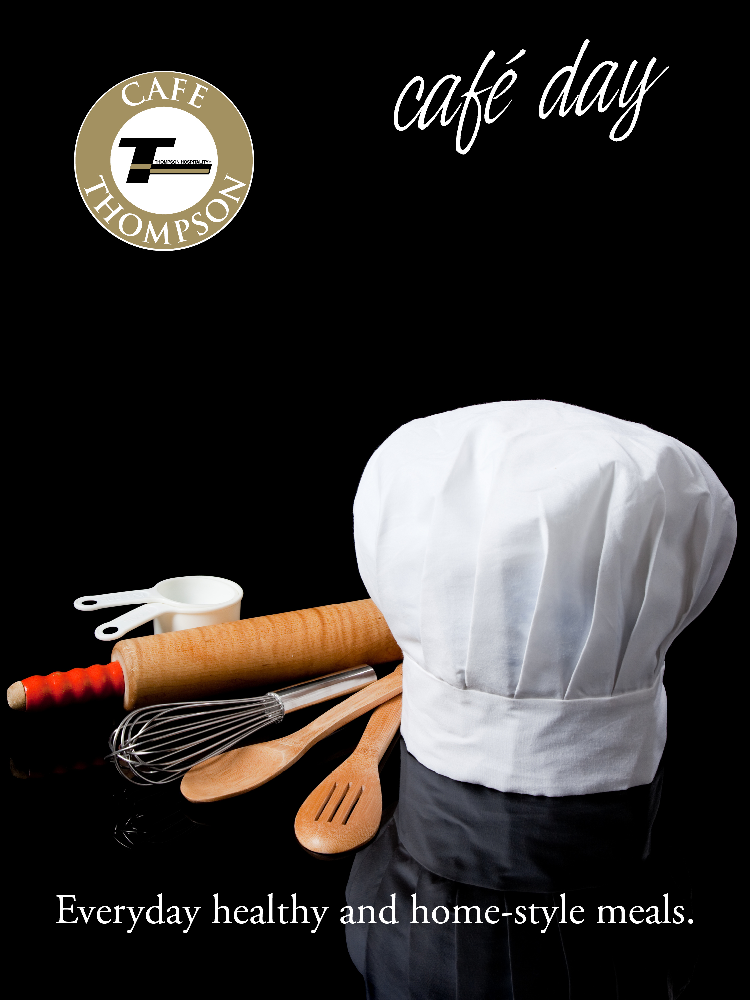 café day
CAFE
THOMPSON HOSPITALITY®
THOMPSON
Everyday healthy and home-style meals.